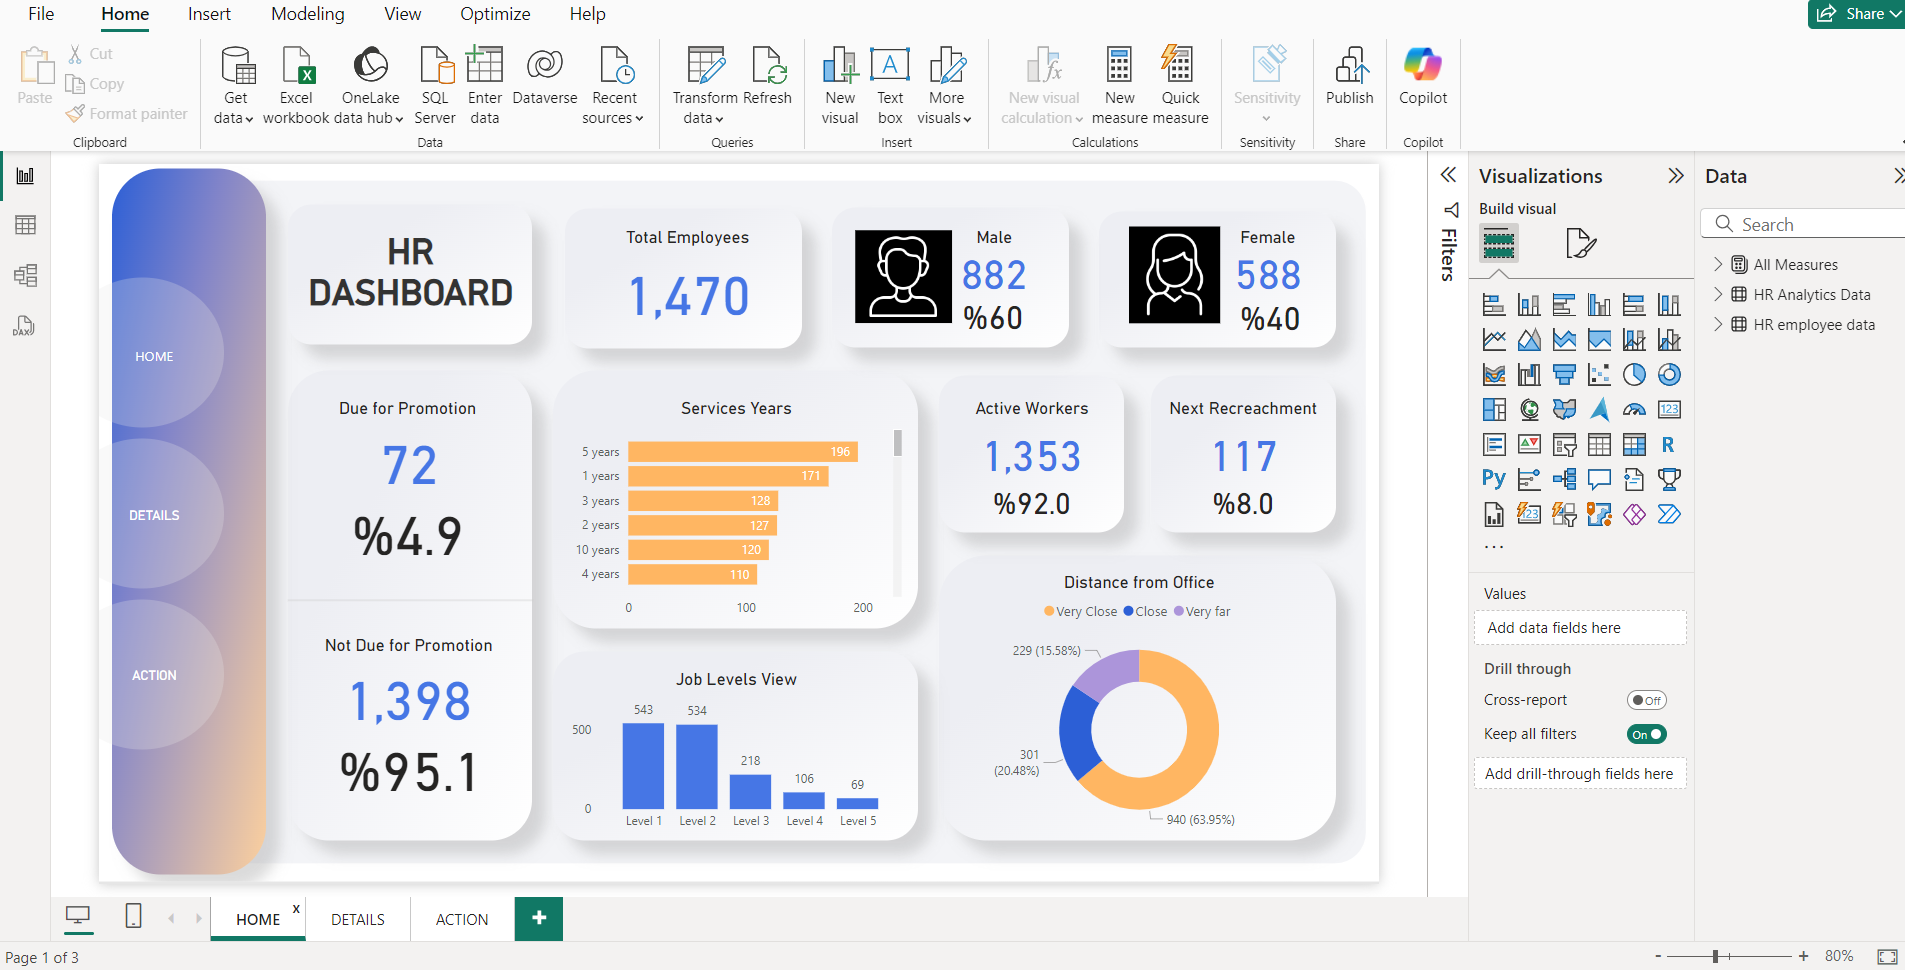 File Home Insert Modeling View Optimize Help
Share
Paste
Cut
Copy
Format painter
Clipboard
Get
data
Excel
workbook
OneLake
data hub
SQL
Server
Enter
data
Dataverse
Recent
sources
Data
Transform
data
Refresh
Queries
New
visual
Text
box
More
visuals
Insert
New visual
calculation
New
measure
Quick
measure
Calculations
Sensitivity
Sensitivity
Publish
Share
Copilot
Copilot
DAX
HOME
DETAILS
ACTION
HR
DASHBOARD
Total Employees
1,470
Male
882
%60
Female
588
%40
Due for Promotion
72
%4.9
Not Due for Promotion
1,398
%95.1
Services Years
5 years 196
1 years 171
3 years 128
2 years 127
10 years 120
4 years 110
0 100 200
Job Levels View
500
0
543
534
218
106
69
Level 1 Level 2 Level 3 Level 4 Level 5
Active Workers
1,353
%92.0
Next Recreachment
117
%8.0
Distance from Office
Very Close Close Very far
229 (15.58%)
301
(20.48%)
940 (63.95%)
Filters
Visualizations
Build visual
123
R
Py
123
...
Values
Add data fields here
Drill through
Cross-report
Off
Keep all filters
On
Add drill-through fields here
Data
Search
All Measures
HR Analytics Data
HR employee data
HOME x
DETAILS
ACTION
+
Page 1 of 3
- + 80%